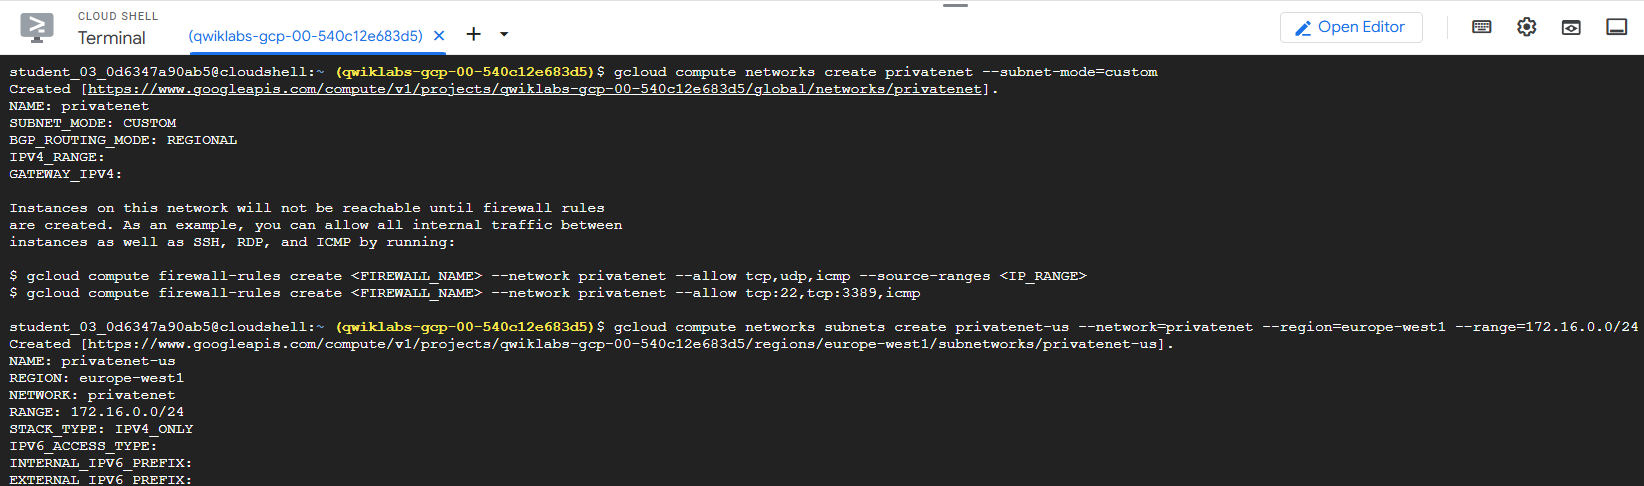 CLOUD SHELL
Terminal
(qwiklabs-gcp-00-540c12e683d5)
Open Editor
student_03_0d6347a90ab5@cloudshell:~ (qwiklabs-gcp-00-540c12e683d5)$ gcloud compute networks create privatenet --subnet-mode=custom
Created [https://www.googleapis.com/compute/v1/projects/qwiklabs-gcp-00-540c12e683d5/global/networks/privatenet].
NAME: privatenet
SUBNET_MODE: CUSTOM
BGP_ROUTING_MODE: REGIONAL
IPV4_RANGE:
GATEWAY_IPV4:
Instances on this network will not be reachable until firewall rules
are created. As an example, you can allow all internal traffic between
instances as well as SSH, RDP, and ICMP by running:
$ gcloud compute firewall-rules create <FIREWALL_NAME> --network privatenet --allow tcp,udp,icmp --source-ranges <IP_RANGE>
$ gcloud compute firewall-rules create <FIREWALL_NAME> --network privatenet --allow tcp:22,tcp:3389,icmp
student_03_0d6347a90ab5@cloudshell:~ (qwiklabs-gcp-00-540c12e683d5)$ gcloud compute networks subnets create privatenet-us --network=privatenet --region=europe-west1 --range=172.16.0.0/24
Created [https://www.googleapis.com/compute/v1/projects/qwiklabs-gcp-00-540c12e683d5/regions/europe-west1/subnetworks/privatenet-us].
NAME: privatenet-us
REGION: europe-west1
NETWORK: privatenet
RANGE: 172.16.0.0/24
STACK_TYPE: IPV4_ONLY
IPV6_ACCESS_TYPE:
INTERNAL_IPV6_PREFIX:
EXTERNAL_IPV6_PREFIX: